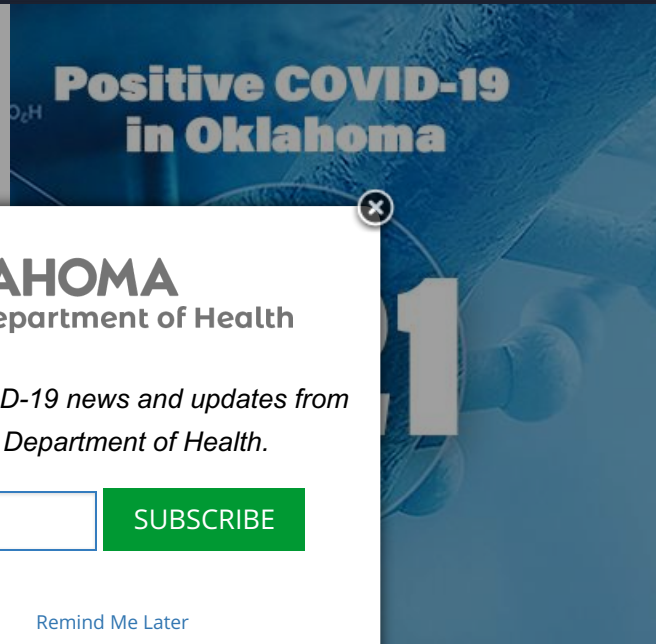 Positive COVID-19
in Oklahoma
O₂H
AHOMA
epartment of Health
D-19 news and updates from
Department of Health.
SUBSCRIBE
Remind Me Later